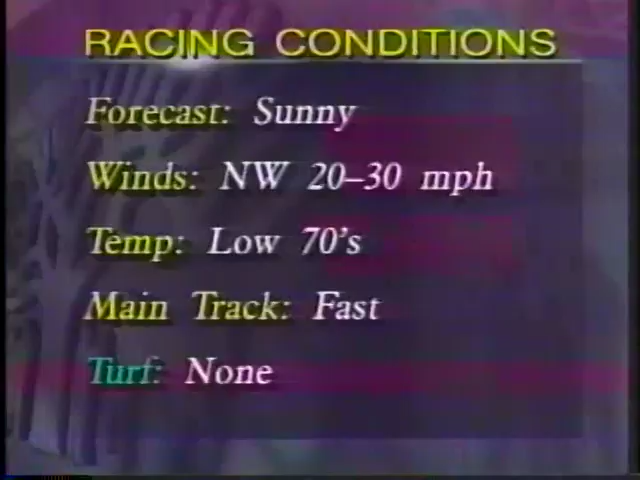 RACING CONDITIONS
Forecast: Sunny
Winds: NW 20–30 mph
Temp: Low 70's
Main Track: Fast
Turf: None